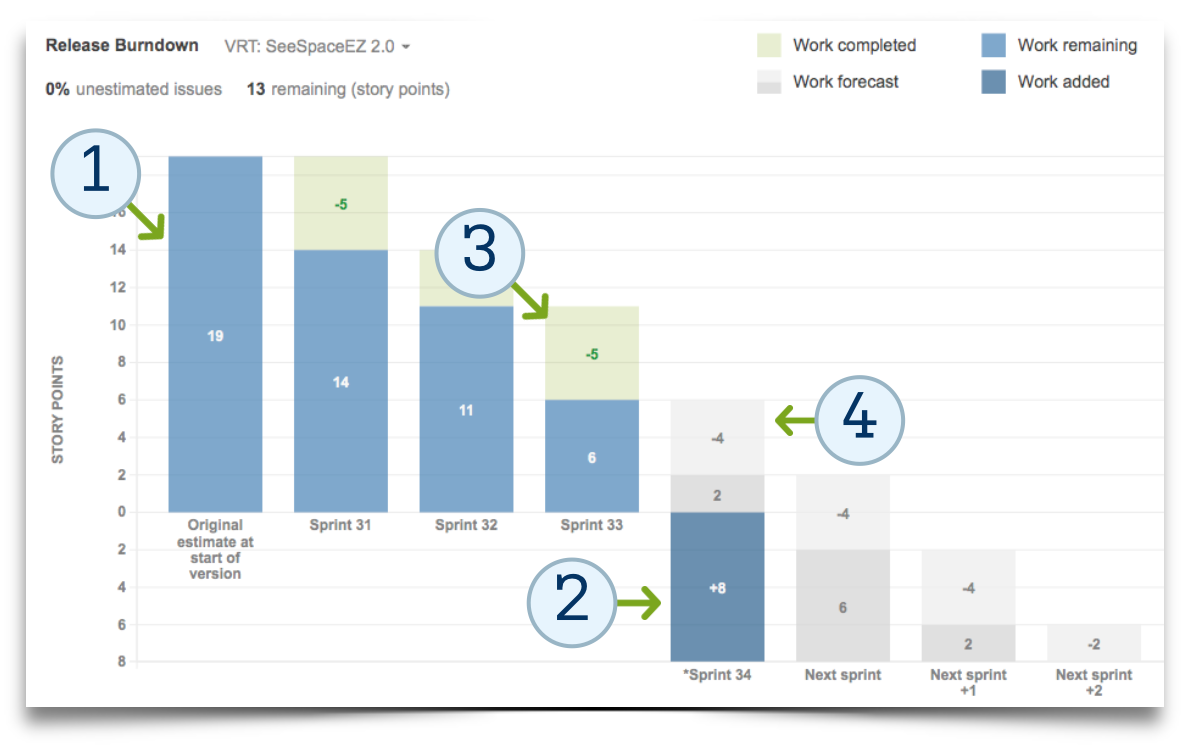 Release Burndown VRT: SeeSpaceEZ 2.0
Work completed
Work remaining
0% unestimated issues 13 remaining (story points)
Work forecast
Work added
1
-5
14
3
12
10
19
-5
8
14
STORY POINTS
6
11
4
-4
4
6
2
2
-4
0
Original
estimate at
start of
version
Sprint 31
Sprint 32
Sprint 33
2
4
2
+8
-4
6
6
2
-2
8
*Sprint 34
Next sprint
Next sprint
+1
Next sprint
+2